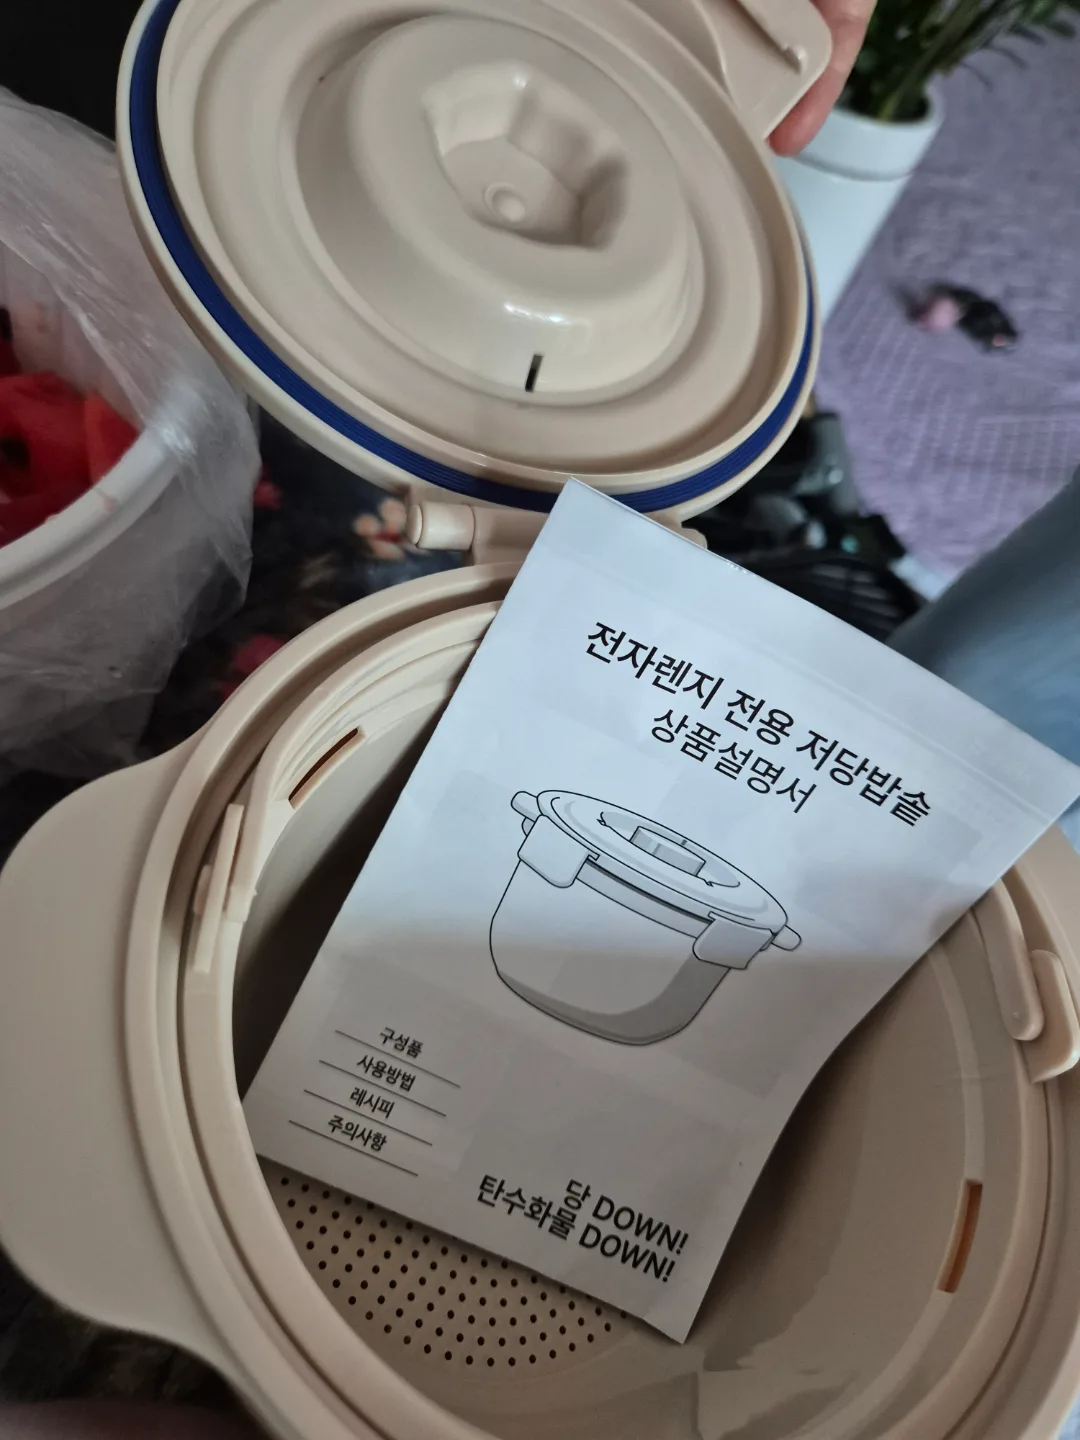 전자렌지 전용 저당밥솥
상품설명서
구성품
사용방법
레시피
주의사항
당 DOWN!
탄수화물 DOWN!